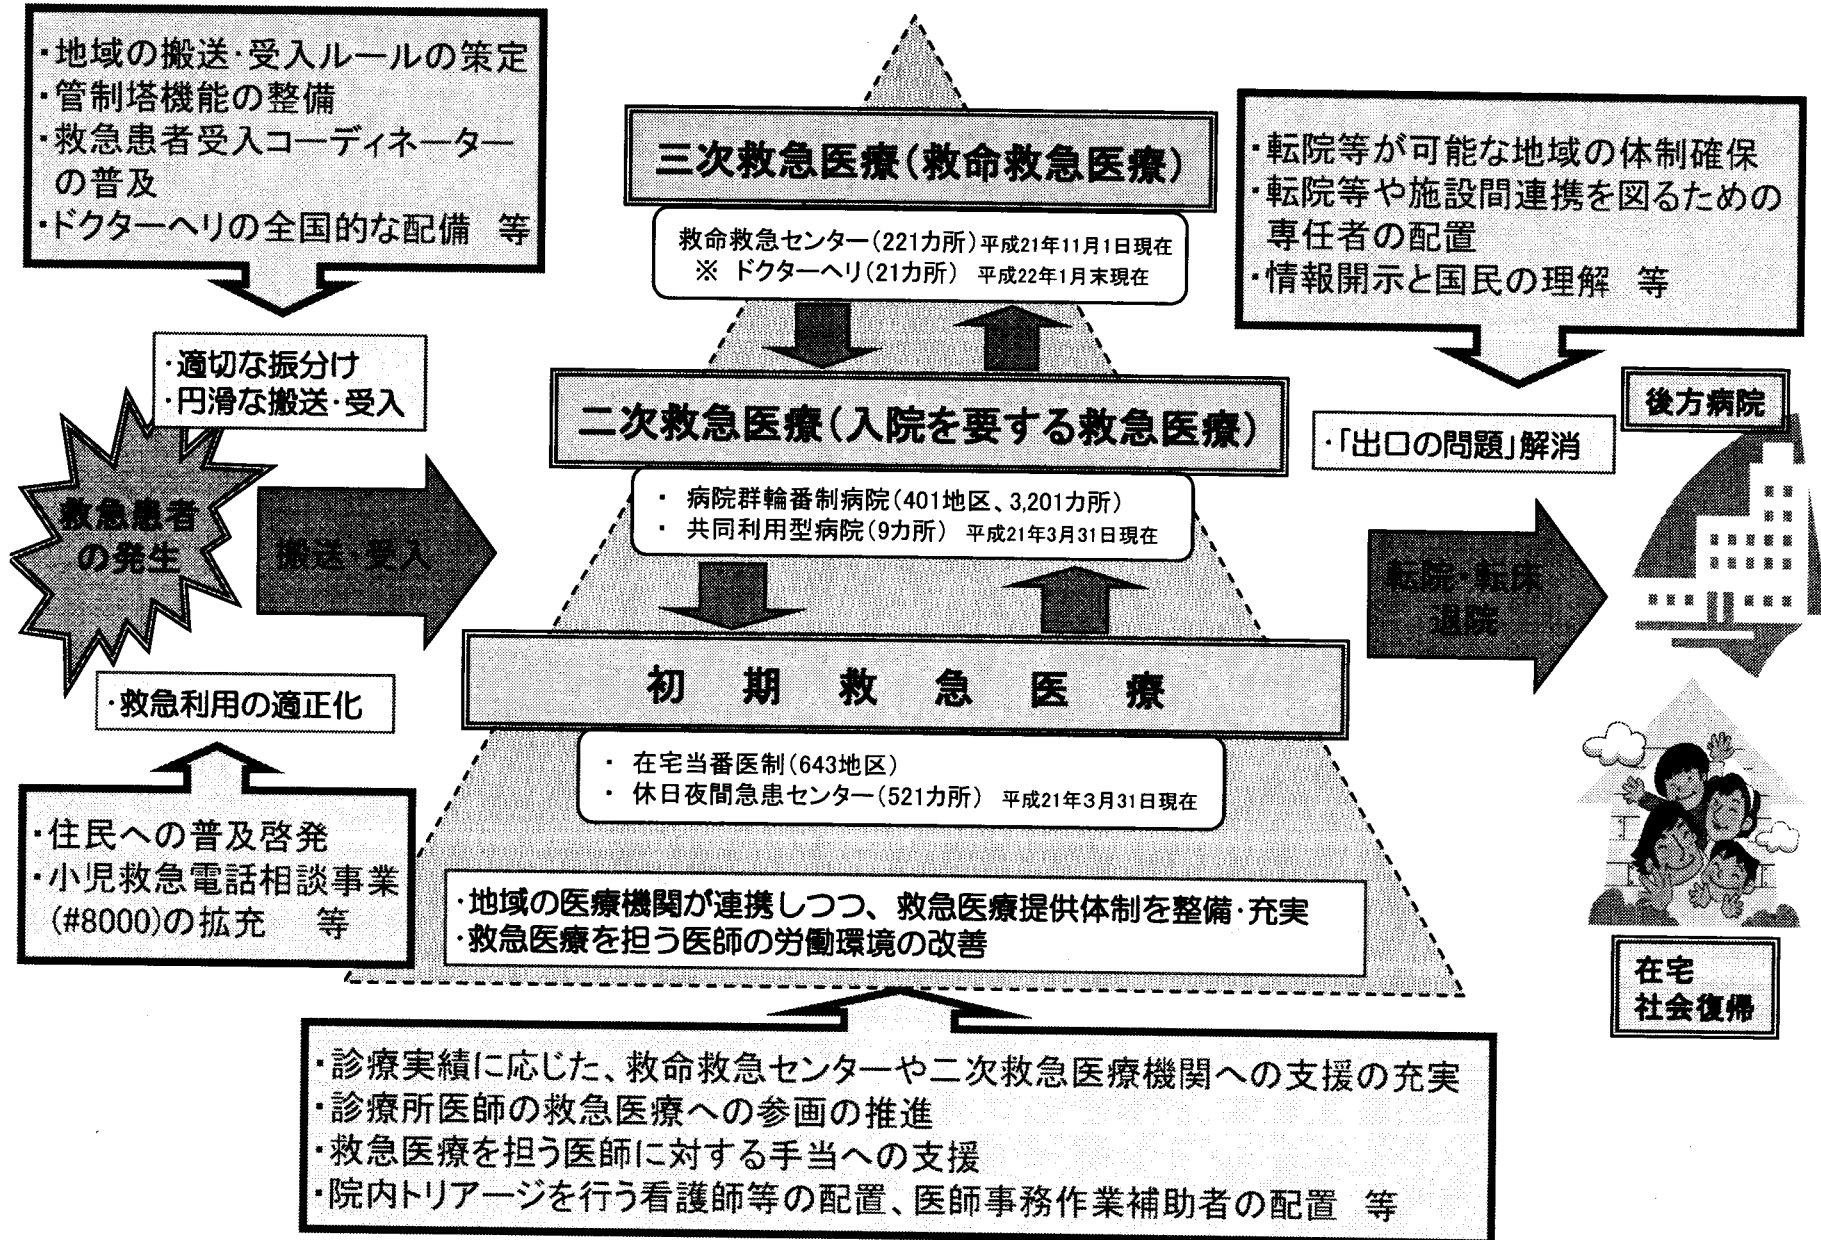 ・地域の搬送・受入ルールの策定
・管制塔機能の整備
・救急患者受入コーディネーター
の普及
・ドクターヘリの全国的な配備　等
・適切な振分け
・円滑な搬送・受入
救急患者
の発生
搬送・受入
・救急利用の適正化
・住民への普及啓発
・小児救急電話相談事業
(#8000)の拡充　等
三次救急医療(救命救急医療)
救命救急センター(221カ所)平成21年11月1日現在
※ ドクターヘリ(21カ所)　平成22年1月末現在
二次救急医療(入院を要する救急医療)
・ 病院群輪番制病院(401地区、3,201カ所)
・ 共同利用型病院(9カ所)　平成21年3月31日現在
初　期　救　急　医　療
・ 在宅当番医制(643地区)
・ 休日夜間急患センター(521カ所)　平成21年3月31日現在
・地域の医療機関が連携しつつ、救急医療提供体制を整備・充実
・救急医療を担う医師の労働環境の改善
・診療実績に応じた、救命救急センターや二次救急医療機関への支援の充実
・診療所医師の救急医療への参画の推進
・救急医療を担う医師に対する手当への支援
・院内トリアージを行う看護師等の配置、医師事務作業補助者の配置　等
・転院等が可能な地域の体制確保
・転院等や施設間連携を図るための
専任者の配置
・情報開示と国民の理解　等
・「出口の問題」解消
後方病院
転院・転床
退院
在宅
社会復帰